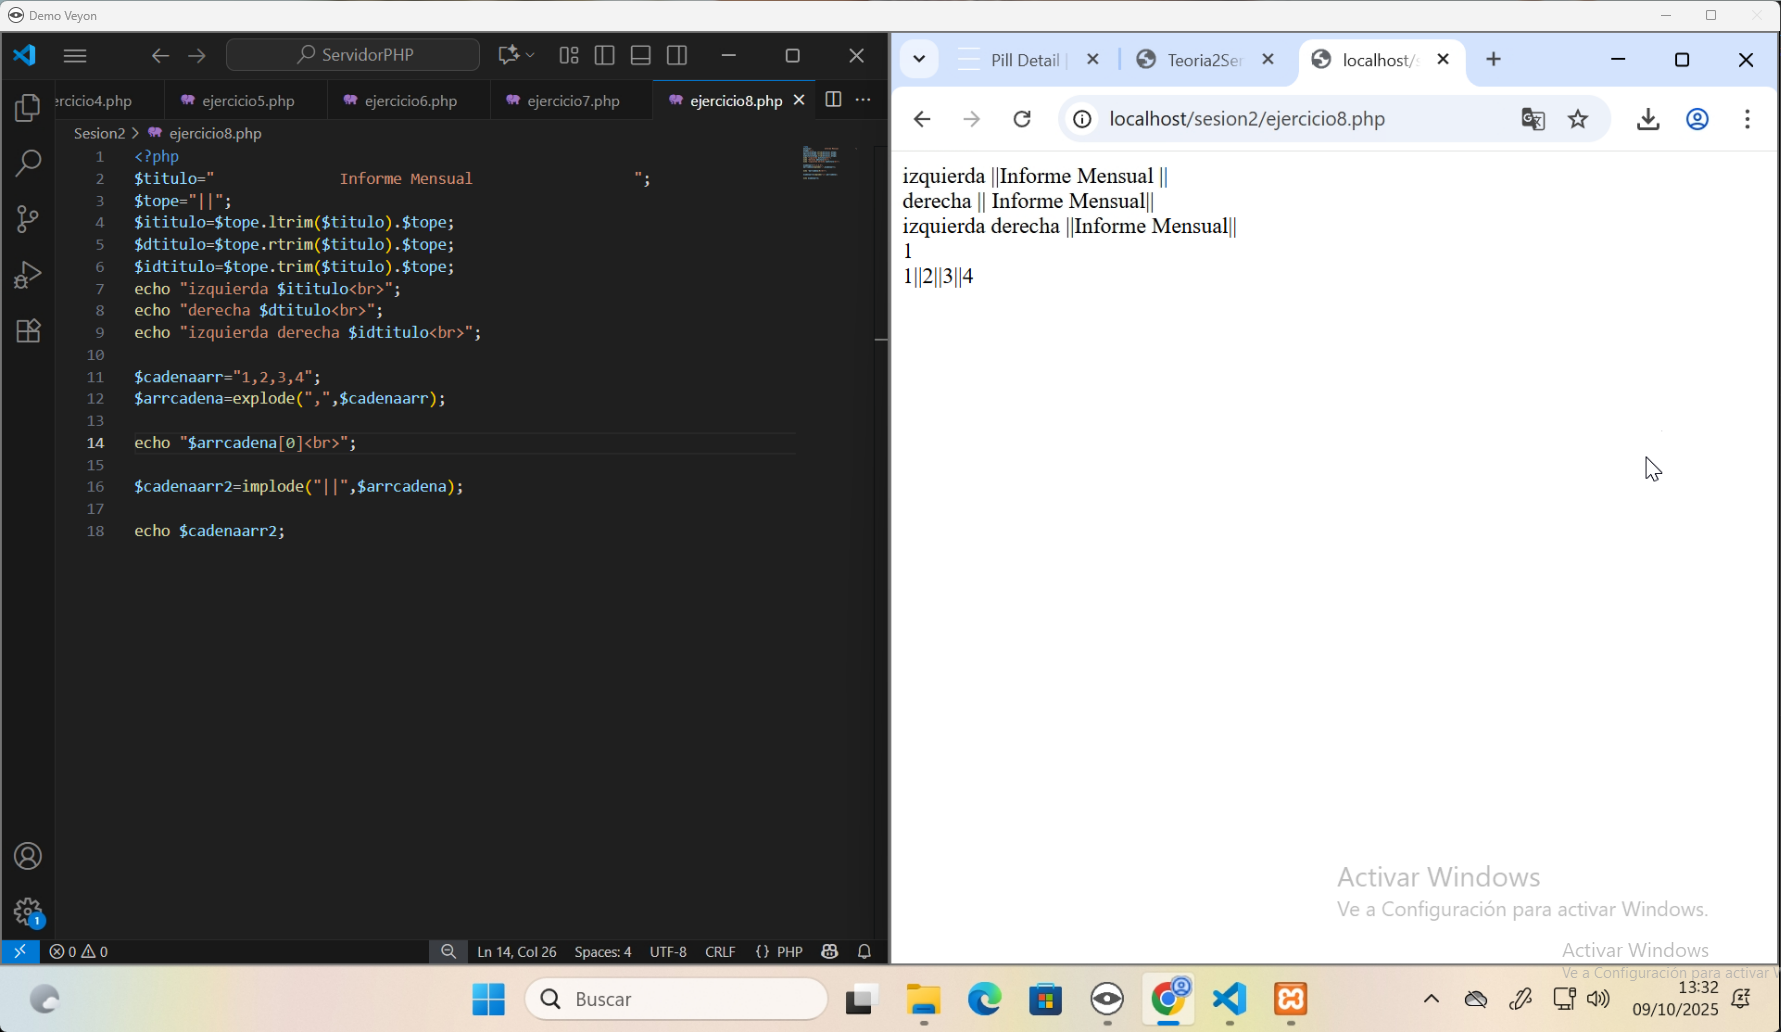 Demo Veyon
ServidorPHP
ercicio4.php
ejercicio5.php
ejercicio6.php
ejercicio7.php
ejercicio8.php
Sesion2 > ejercicio8.php
1 <?php
2 $titulo="              Informe Mensual                  ";
3 $tope="||";
4 $ititulo=$tope.ltrim($titulo).$tope;
5 $dtitulo=$tope.rtrim($titulo).$tope;
6 $idtitulo=$tope.trim($titulo).$tope;
7 echo "izquierda $ititulo<br>";
8 echo "derecha $dtitulo<br>";
9 echo "izquierda derecha $idtitulo<br>";
10
11 $cadenaarr="1,2,3,4";
12 $arrcadena=explode(",",$cadenaarr);
13
14 echo "$arrcadena[0]<br>";
15
16 $cadenaarr2=implode("||",$arrcadena);
17
18 echo $cadenaarr2;
1
0 0
Ln 14, Col 26
Spaces: 4
UTF-8
CRLF
{} PHP
Pill Detail
Teoria2Ser
localhost/s
localhost/sesion2/ejercicio8.php
izquierda ||Informe Mensual ||
derecha || Informe Mensual||
izquierda derecha ||Informe Mensual||
1
1||2||3||4
Activar Windows
Ve a Configuración para activar Windows.
Activar Windows
Ve a Configuración para activar
Buscar
13:32
09/10/2025